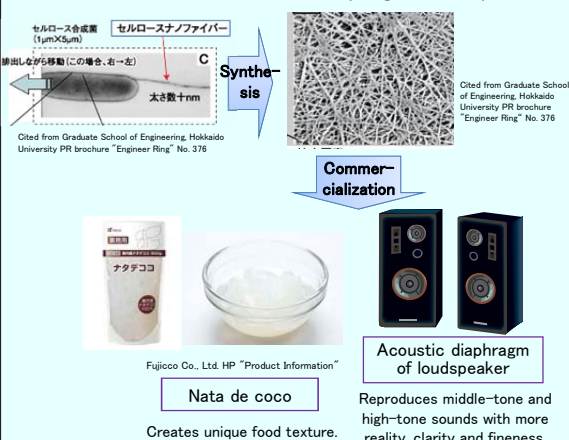 セルロース合成菌
(1μm×5μm)
セルロースナノファイバー
排出しながら移動(この場合、右→左)
C
太さ数十nm
Cited from Graduate School of Engineering, Hokkaido
University PR brochure "Engineer Ring" No. 376
Synthe-
sis
Cited from Graduate School
of Engineering, Hokkaido
University PR brochure
"Engineer Ring" No. 376
Commer-
cialization
業務用
ナタデココ
Fujicco Co., Ltd. HP "Product Information"
Nata de coco
Creates unique food texture.
Acoustic diaphragm
of loudspeaker
Reproduces middle-tone and
high-tone sounds with more
reality, clarity and fineness